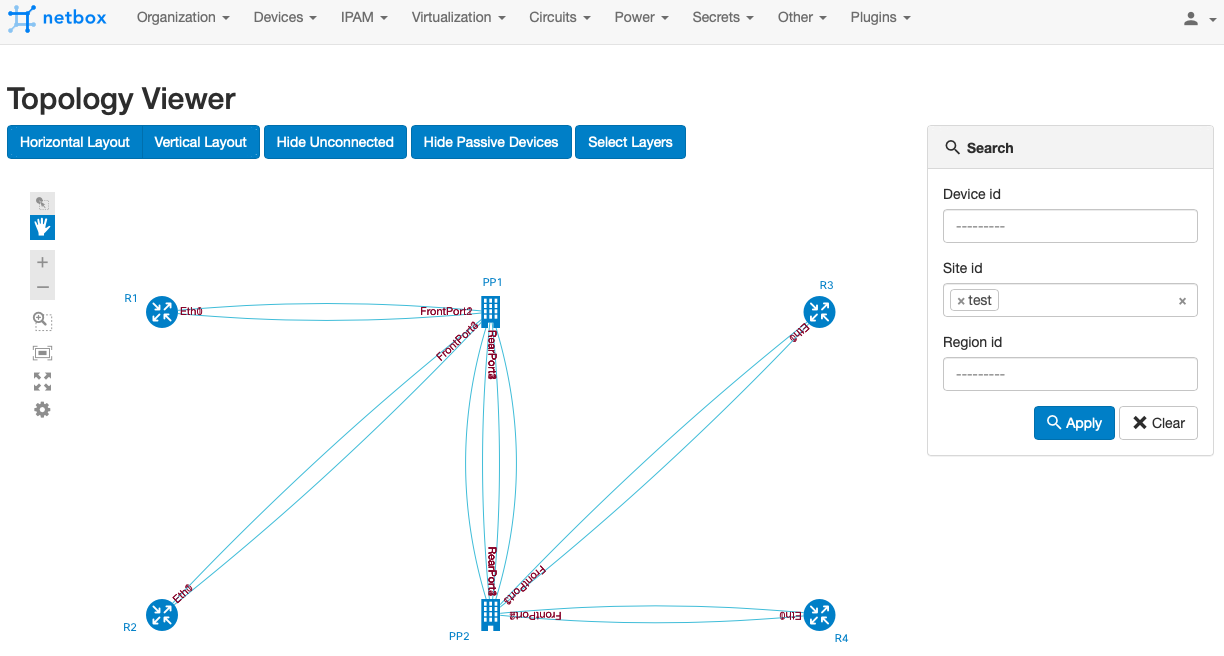 netbox Organization Devices IPAM Virtualization Circuits Power Secrets Other Plugins
Topology Viewer
Horizontal Layout Vertical Layout Hide Unconnected Hide Passive Devices Select Layers
Search
Device id
---------
Site id
× test ×
Region id
---------
Apply Clear
PP1
R1
R3
Eth0
FrontPort2
Eth0
RearPort3
Eth0
RearPort3
FrontPort2
Eth0
R2
PP2
R4